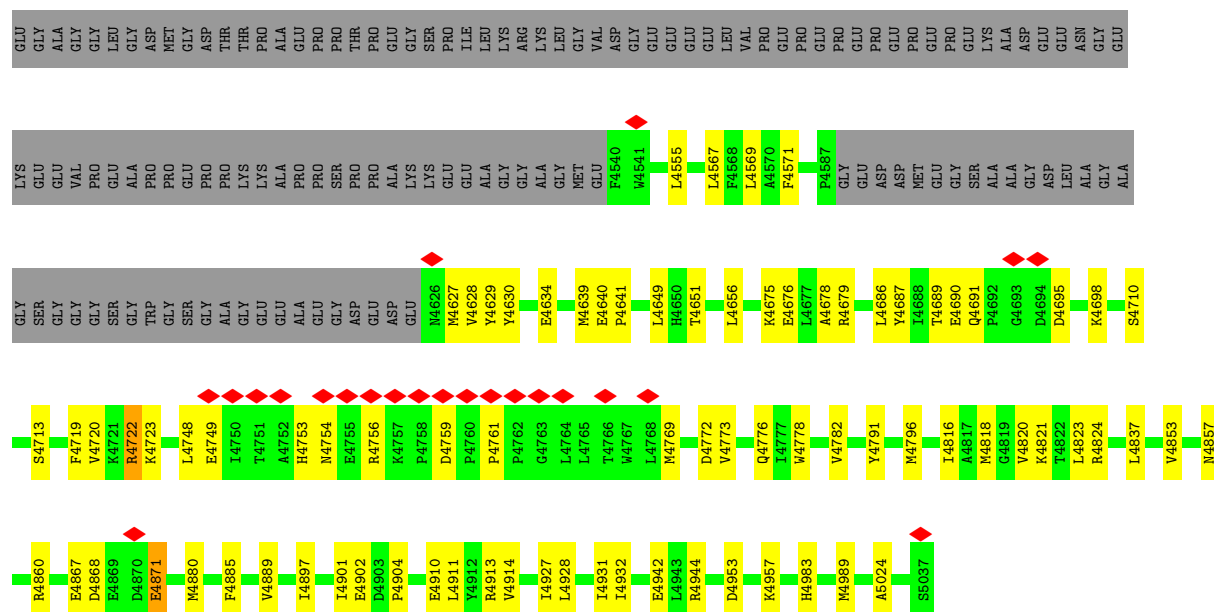 GLU GLY ALA GLY GLY LEU GLY ASP MET GLY ASP THR THR PRO ALA GLU PRO PRO THR PRO GLU GLY SER PRO ILE LEU LYS ARG LYS LEU GLY VAL ASP GLY GLU GLU GLU GLU LEU VAL PRO GLU PRO GLU PRO GLU PRO GLU PRO GLU PRO GLU LYS ALA ASP GLU GLU ASN GLY GLU
LYS GLU GLU VAL PRO GLU ALA PRO PRO GLU PRO PRO LYS LYS ALA PRO PRO SER PRO PRO ALA LYS LYS GLU GLU ALA GLY GLY ALA GLY MET GLU F4540 W4541 L4555 L4567 F4568 L4569 A4570 F4571 P4587 GLY GLU ASP ASP MET GLU GLY SER ALA ALA GLY ASP LEU ALA GLY ALA
GLY SER GLY GLY GLY SER GLY TRP GLY SER GLY ALA GLY GLU GLU ALA GLU GLY ASP GLU ASP GLU N4626 M4627 V4628 Y4629 Y4630 E4634 M4639 E4640 P4641 L4649 H4650 T4651 L4656 K4675 E4676 L4677 A4678 R4679 L4686 Y4687 I4688 T4689 E4690 Q4691 P4692 G4693 D4694 D4695 K4698 S4710
S4713 F4719 V4720 K4721 R4722 K4723 L4748 E4749 I4750 T4751 A4752 H4753 N4754 E4755 R4756 K4757 P4758 D4759 P4760 P4761 P4762 G4763 L4764 L4765 T4766 W4767 L4768 M4769 D4772 V4773 Q4776 I4777 W4778 V4782 Y4791 M4796 I4816 A4817 M4818 G4819 V4820 K4821 T4822 L4823 R4824 L4837 V4853 N4857
R4860 E4867 D4868 E4869 D4870 E4871 M4880 F4885 V4889 I4897 I4901 E4902 D4903 P4904 E4910 L4911 Y4912 R4913 V4914 I4927 L4928 I4931 I4932 E4942 L4943 R4944 D4953 K4957 H4983 M4989 A5024 S5037